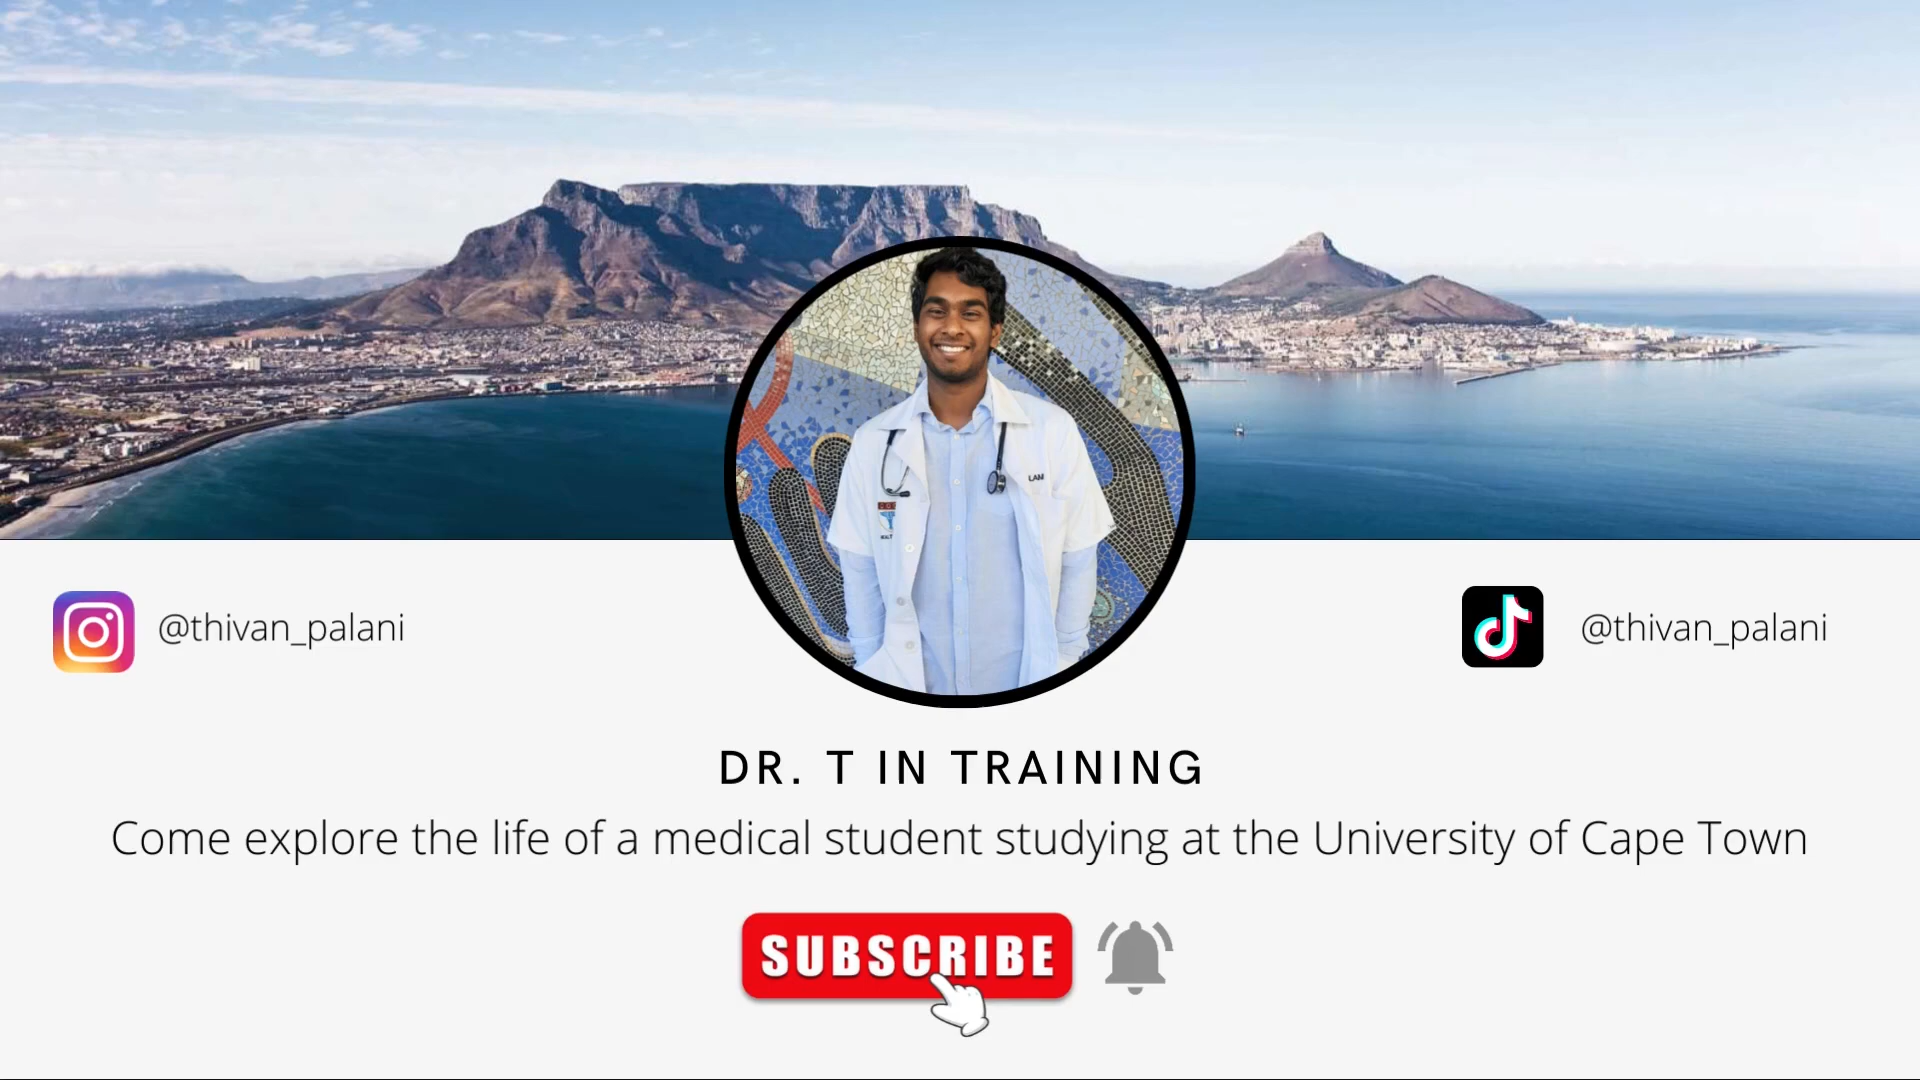 LAM
@thivan_palani
@thivan_palani
DR. T IN TRAINING
Come explore the life of a medical student studying at the University of Cape Town
SUBSCRIBE